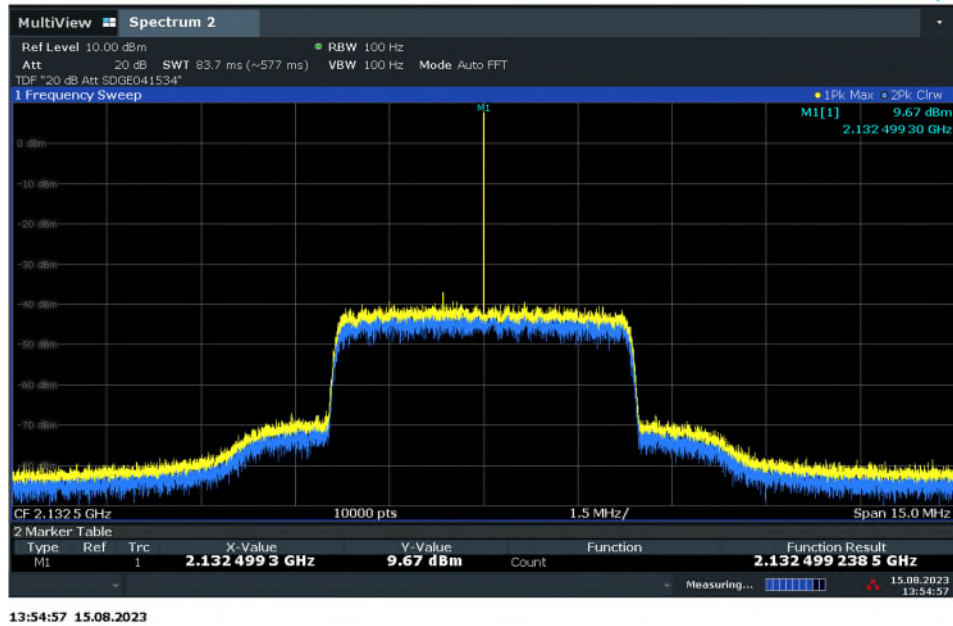 MultiView Spectrum 2
Ref Level 10.00 dBm RBW 100 Hz
Att 20 dB SWT 83.7 ms (~577 ms) VBW 100 Hz Mode Auto FFT
TDF "20 dB Att SDGE041534"
1 Frequency Sweep 1Pk Max 2Pk Clrw
M1
M1[1] 9.67 dBm
2.132 499 30 GHz
0 dBm
-10 dBm
-20 dBm
-30 dBm
-40 dBm
-50 dBm
-60 dBm
-70 dBm
CF 2.132 5 GHz 10000 pts 1.5 MHz/ Span 15.0 MHz
2 Marker Table
Type Ref Trc X-Value Y-Value Function Function Result
M1 1 2.132 499 3 GHz 9.67 dBm Count 2.132 499 238 5 GHz
Measuring... 15.08.2023
13:54:57
13:54:57 15.08.2023